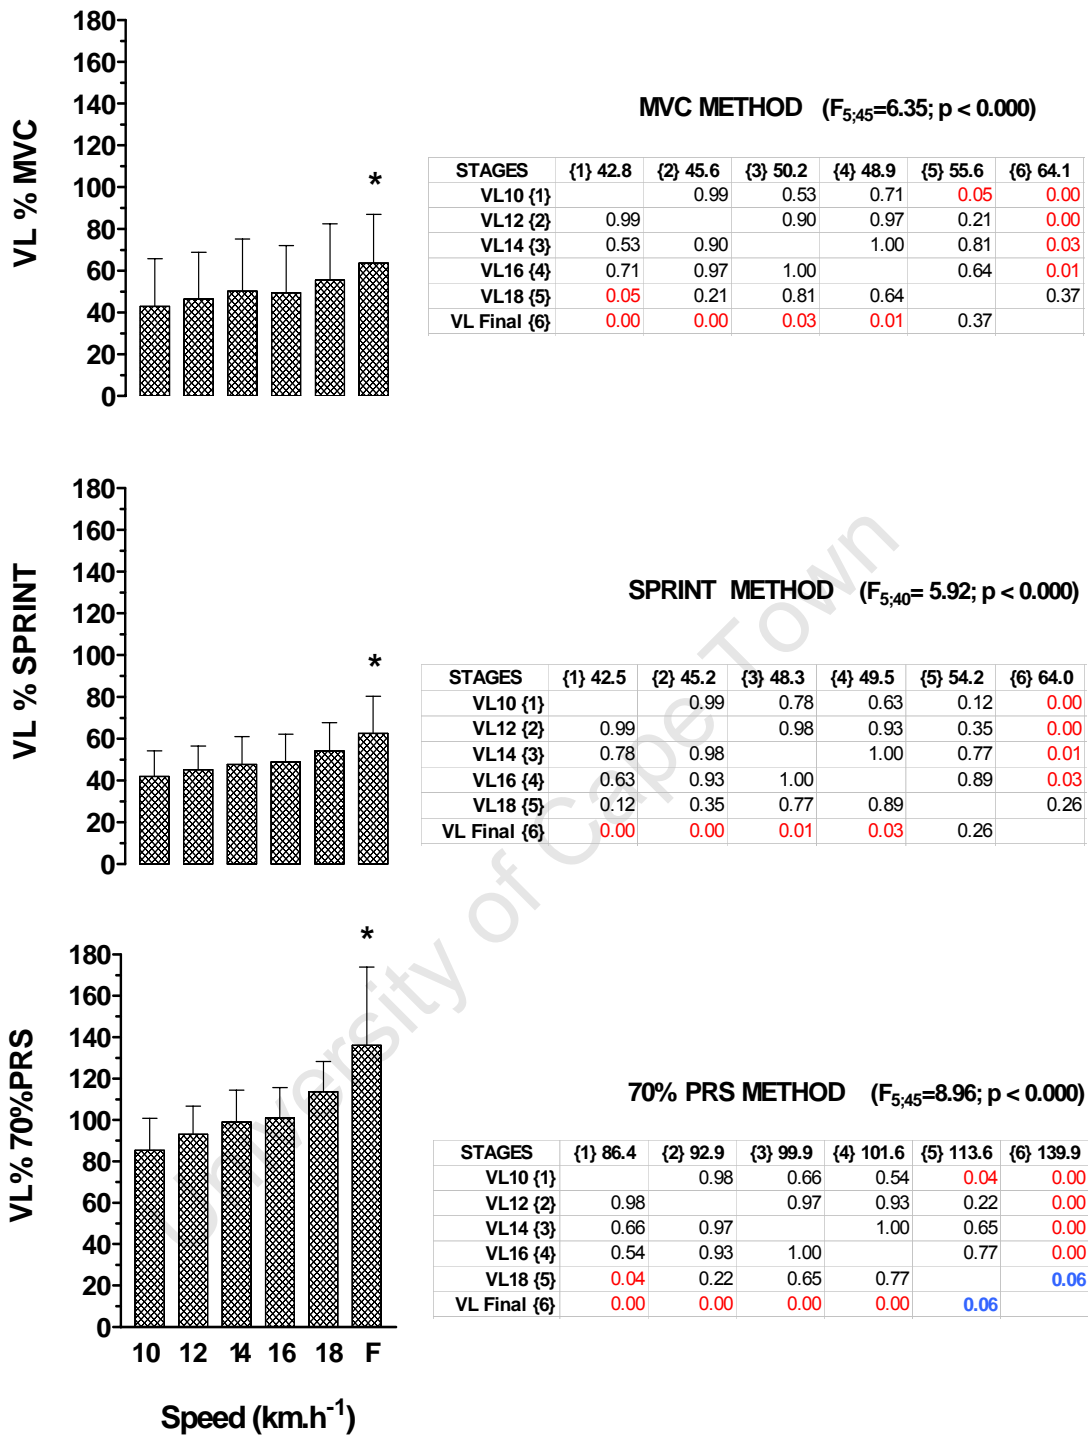 180
160
140
120
100
80
60
40
20
0
VL % MVC
*
MVC METHOD (F5;45=6.35; p < 0.000)
STAGES {1} 42.8 {2} 45.6 {3} 50.2 {4} 48.9 {5} 55.6 {6} 64.1
VL10 {1} 0.99 0.53 0.71 0.05 0.00
VL12 {2} 0.99 0.90 0.97 0.21 0.00
VL14 {3} 0.53 0.90 1.00 0.81 0.03
VL16 {4} 0.71 0.97 1.00 0.64 0.01
VL18 {5} 0.05 0.21 0.81 0.64 0.37
VL Final {6} 0.00 0.00 0.03 0.01 0.37
180
160
140
120
100
80
60
40
20
0
VL % SPRINT
*
SPRINT METHOD (F5;40= 5.92; p < 0.000)
STAGES {1} 42.5 {2} 45.2 {3} 48.3 {4} 49.5 {5} 54.2 {6} 64.0
VL10 {1} 0.99 0.78 0.63 0.12 0.00
VL12 {2} 0.99 0.98 0.93 0.35 0.00
VL14 {3} 0.78 0.98 1.00 0.77 0.01
VL16 {4} 0.63 0.93 1.00 0.89 0.03
VL18 {5} 0.12 0.35 0.77 0.89 0.26
VL Final {6} 0.00 0.00 0.01 0.03 0.26
180
160
140
120
100
80
60
40
20
0
VL% 70%PRS
*
70% PRS METHOD (F5;45=8.96; p < 0.000)
STAGES {1} 86.4 {2} 92.9 {3} 99.9 {4} 101.6 {5} 113.6 {6} 139.9
VL10 {1} 0.98 0.66 0.54 0.04 0.00
VL12 {2} 0.98 0.97 0.93 0.22 0.00
VL14 {3} 0.66 0.97 1.00 0.65 0.00
VL16 {4} 0.54 0.93 1.00 0.77 0.00
VL18 {5} 0.04 0.22 0.65 0.77 0.06
VL Final {6} 0.00 0.00 0.00 0.00 0.06
10 12 14 16 18 F
Speed (km.h-1)
University of Cape Town